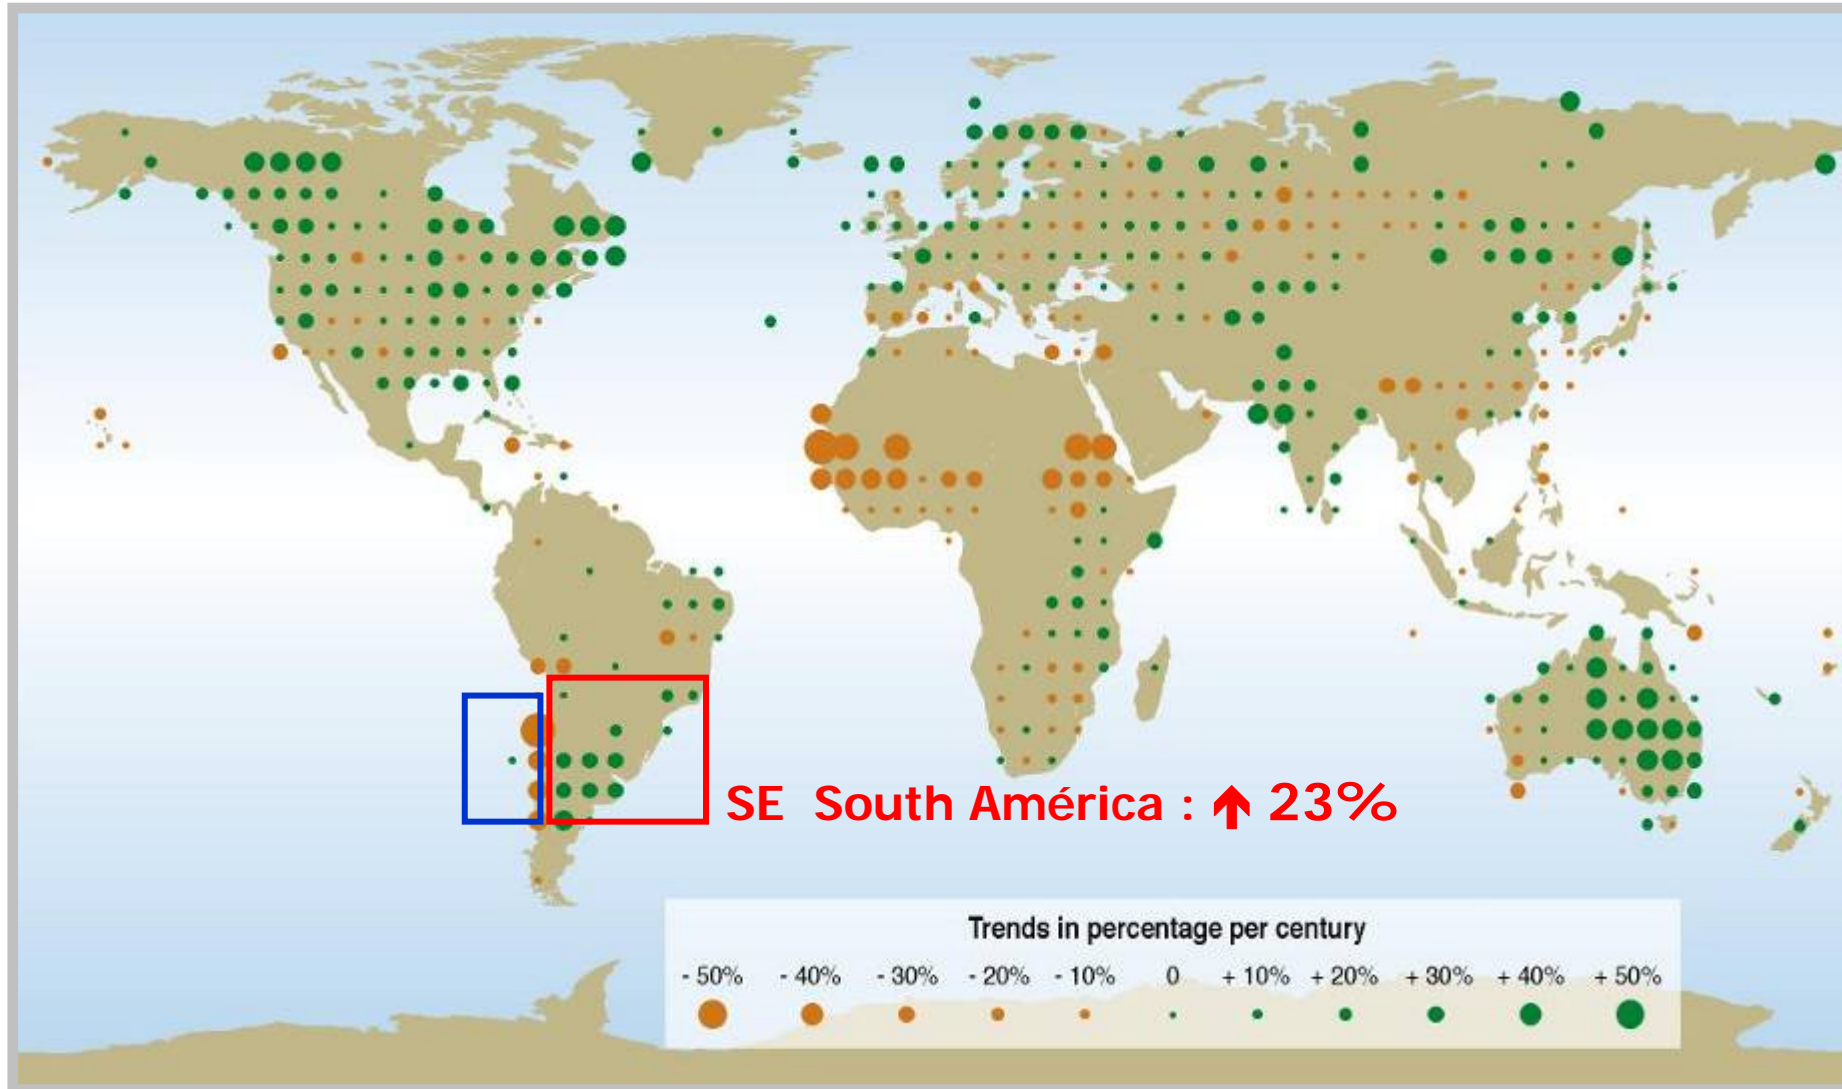 SE South América : ↑ 23%
Trends in percentage per century
- 50% - 40% - 30% - 20% - 10% 0 + 10% + 20% + 30% + 40% + 50%